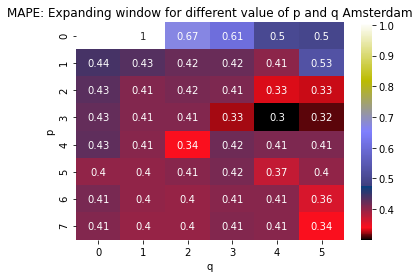 MAPE: Expanding window for different value of p and q Amsterdam
0 1 0.67 0.61 0.5 0.5
1 0.44 0.43 0.42 0.42 0.41 0.53
2 0.43 0.41 0.42 0.41 0.33 0.33
3 0.43 0.41 0.41 0.33 0.3 0.32
4 0.43 0.41 0.34 0.42 0.41 0.41
5 0.4 0.4 0.41 0.42 0.37 0.4
6 0.41 0.4 0.4 0.41 0.41 0.36
7 0.41 0.4 0.4 0.41 0.41 0.34
p
0 1 2 3 4 5
q
1.0
0.9
0.8
0.7
0.6
0.5
0.4